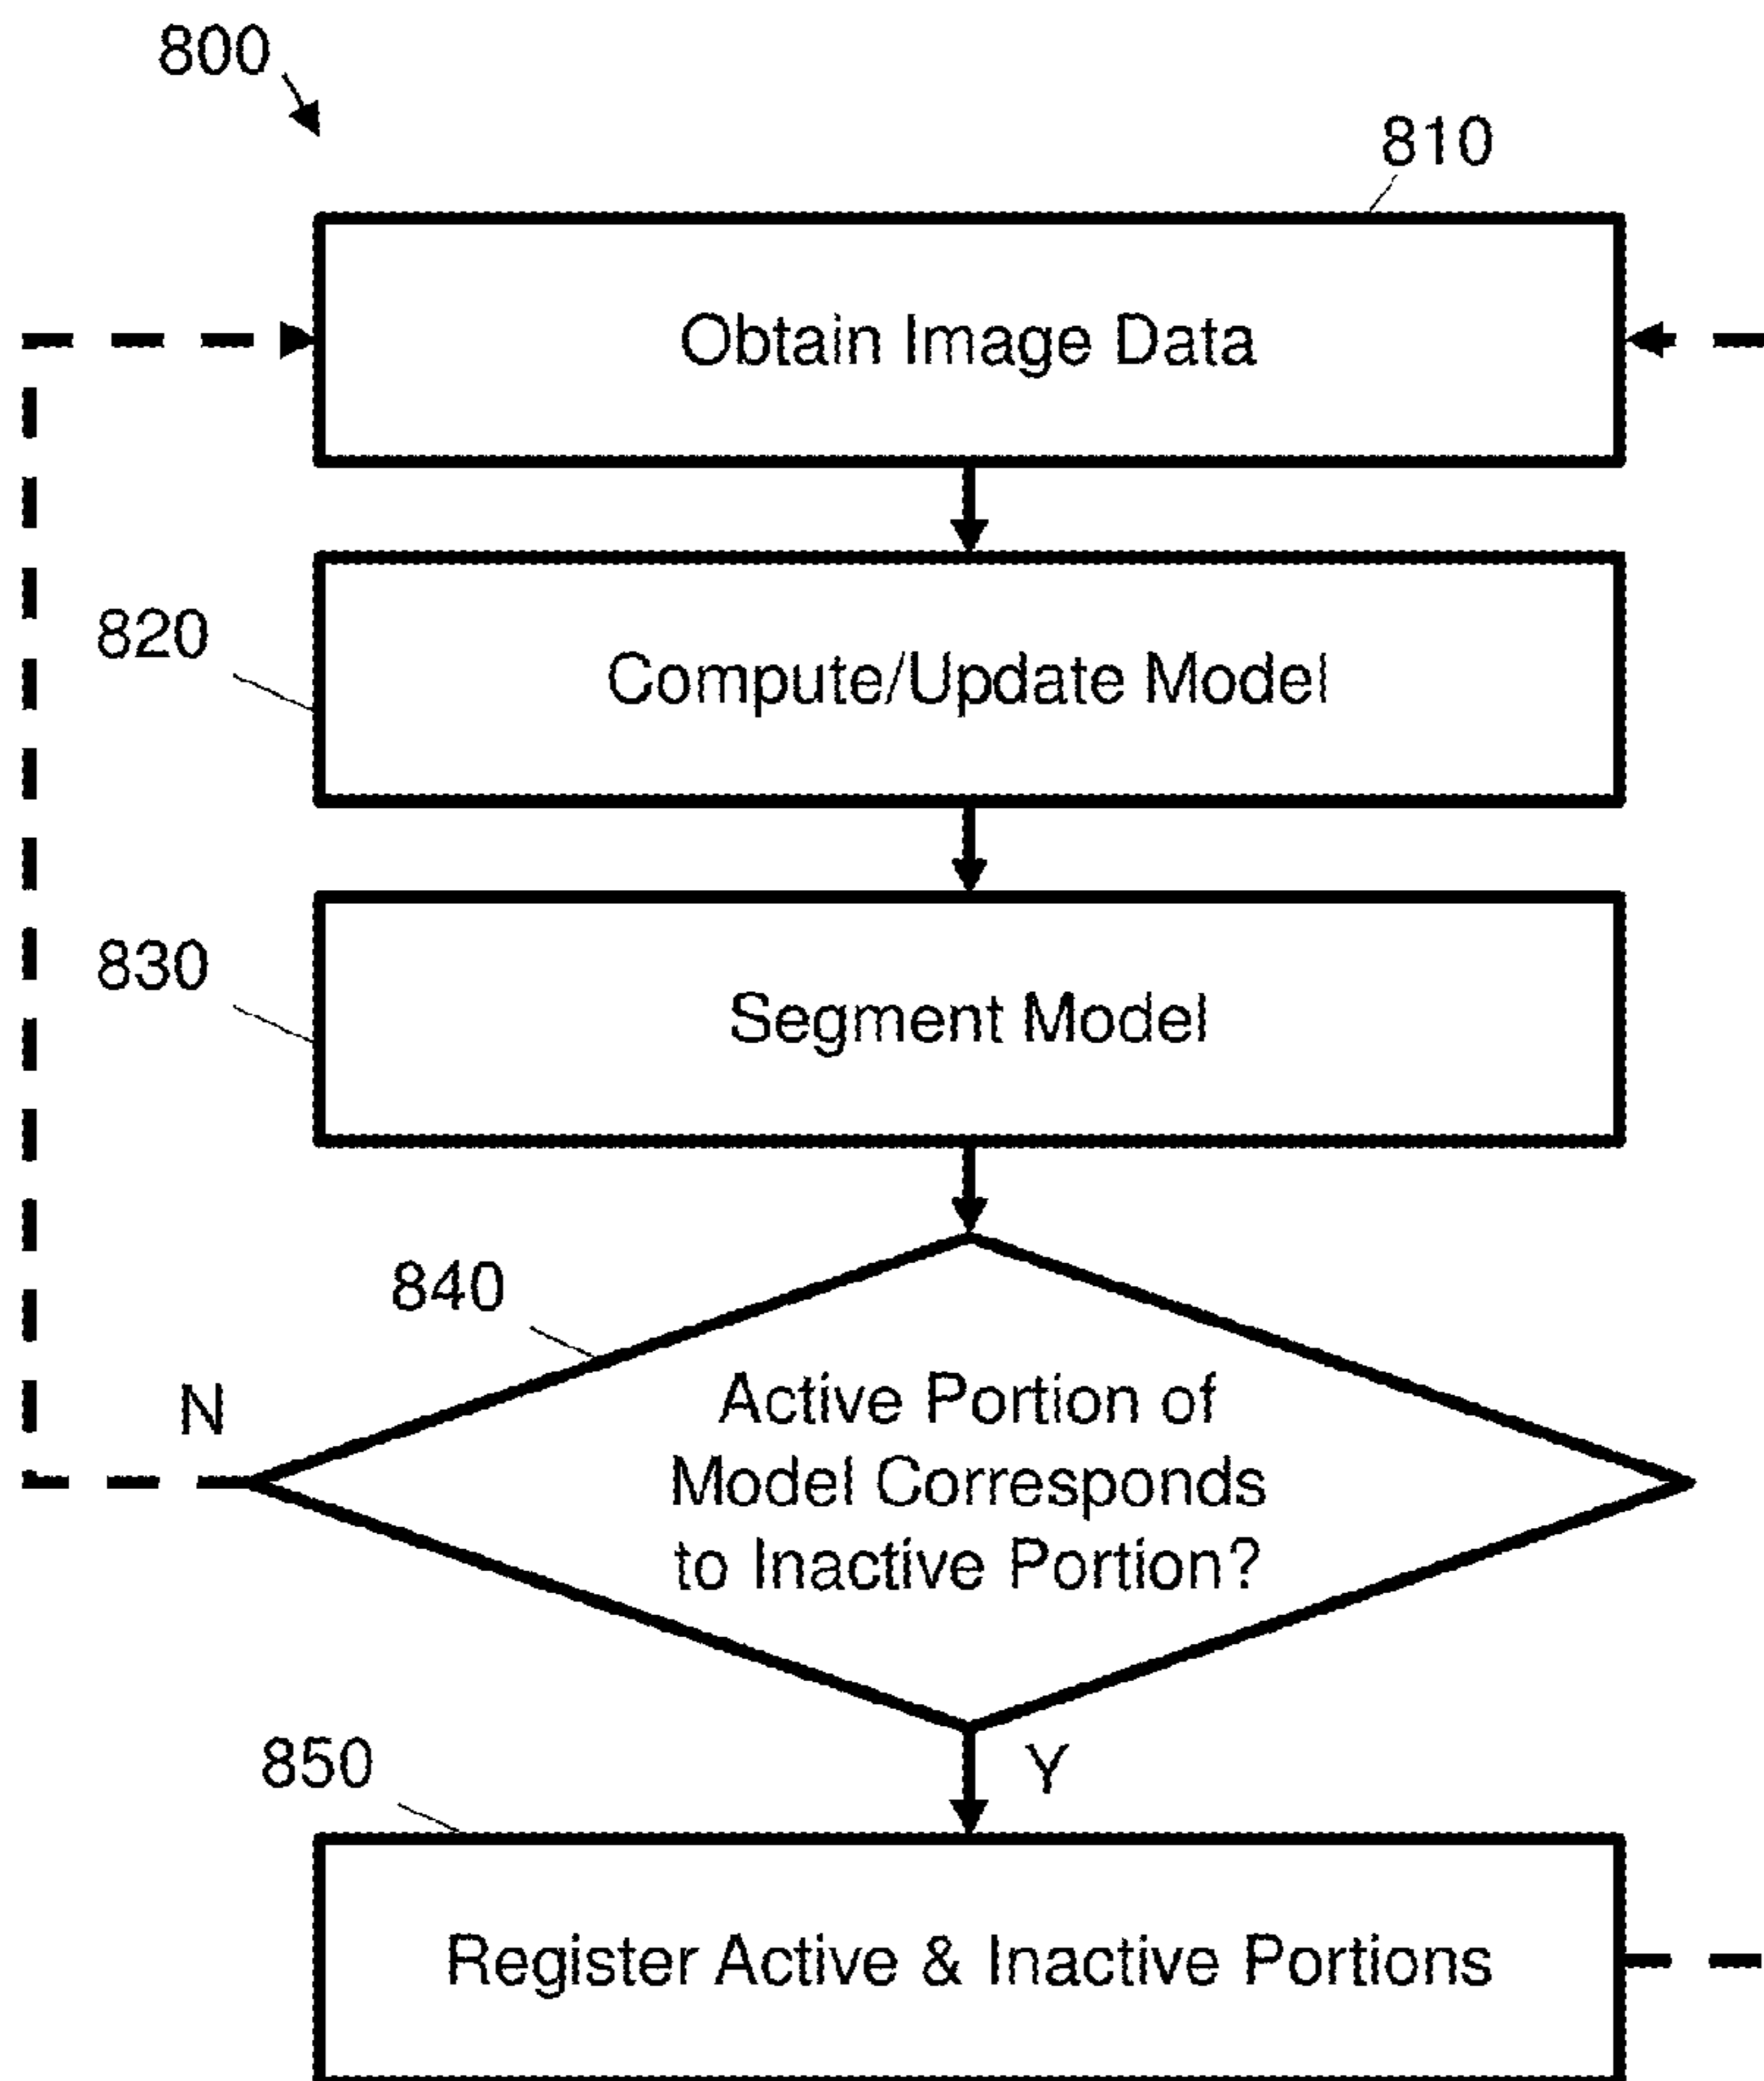 800
810
Obtain Image Data
820
Compute/Update Model
830
Segment Model
840
Active Portion of
Model Corresponds
to Inactive Portion?
N
Y
850
Register Active & Inactive Portions